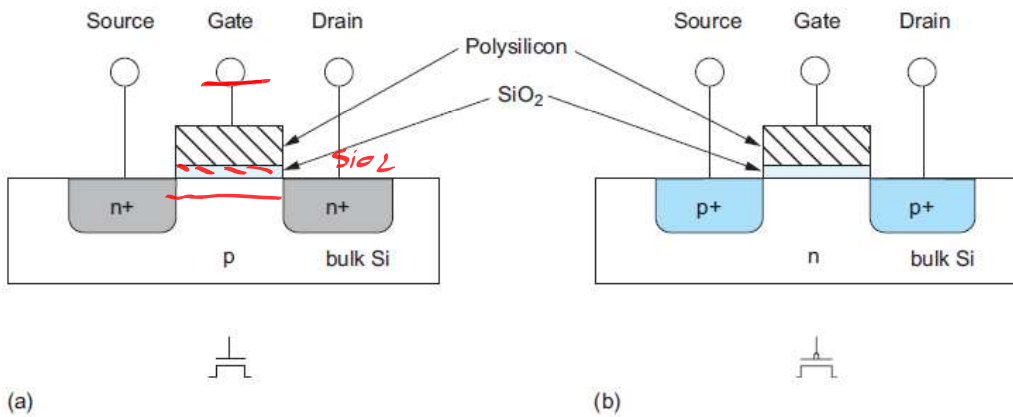 Source Gate Drain
Source Gate Drain
Polysilicon
SiO2
SiO2
n+ n+
p bulk Si
p+ p+
n bulk Si
(a)
(b)